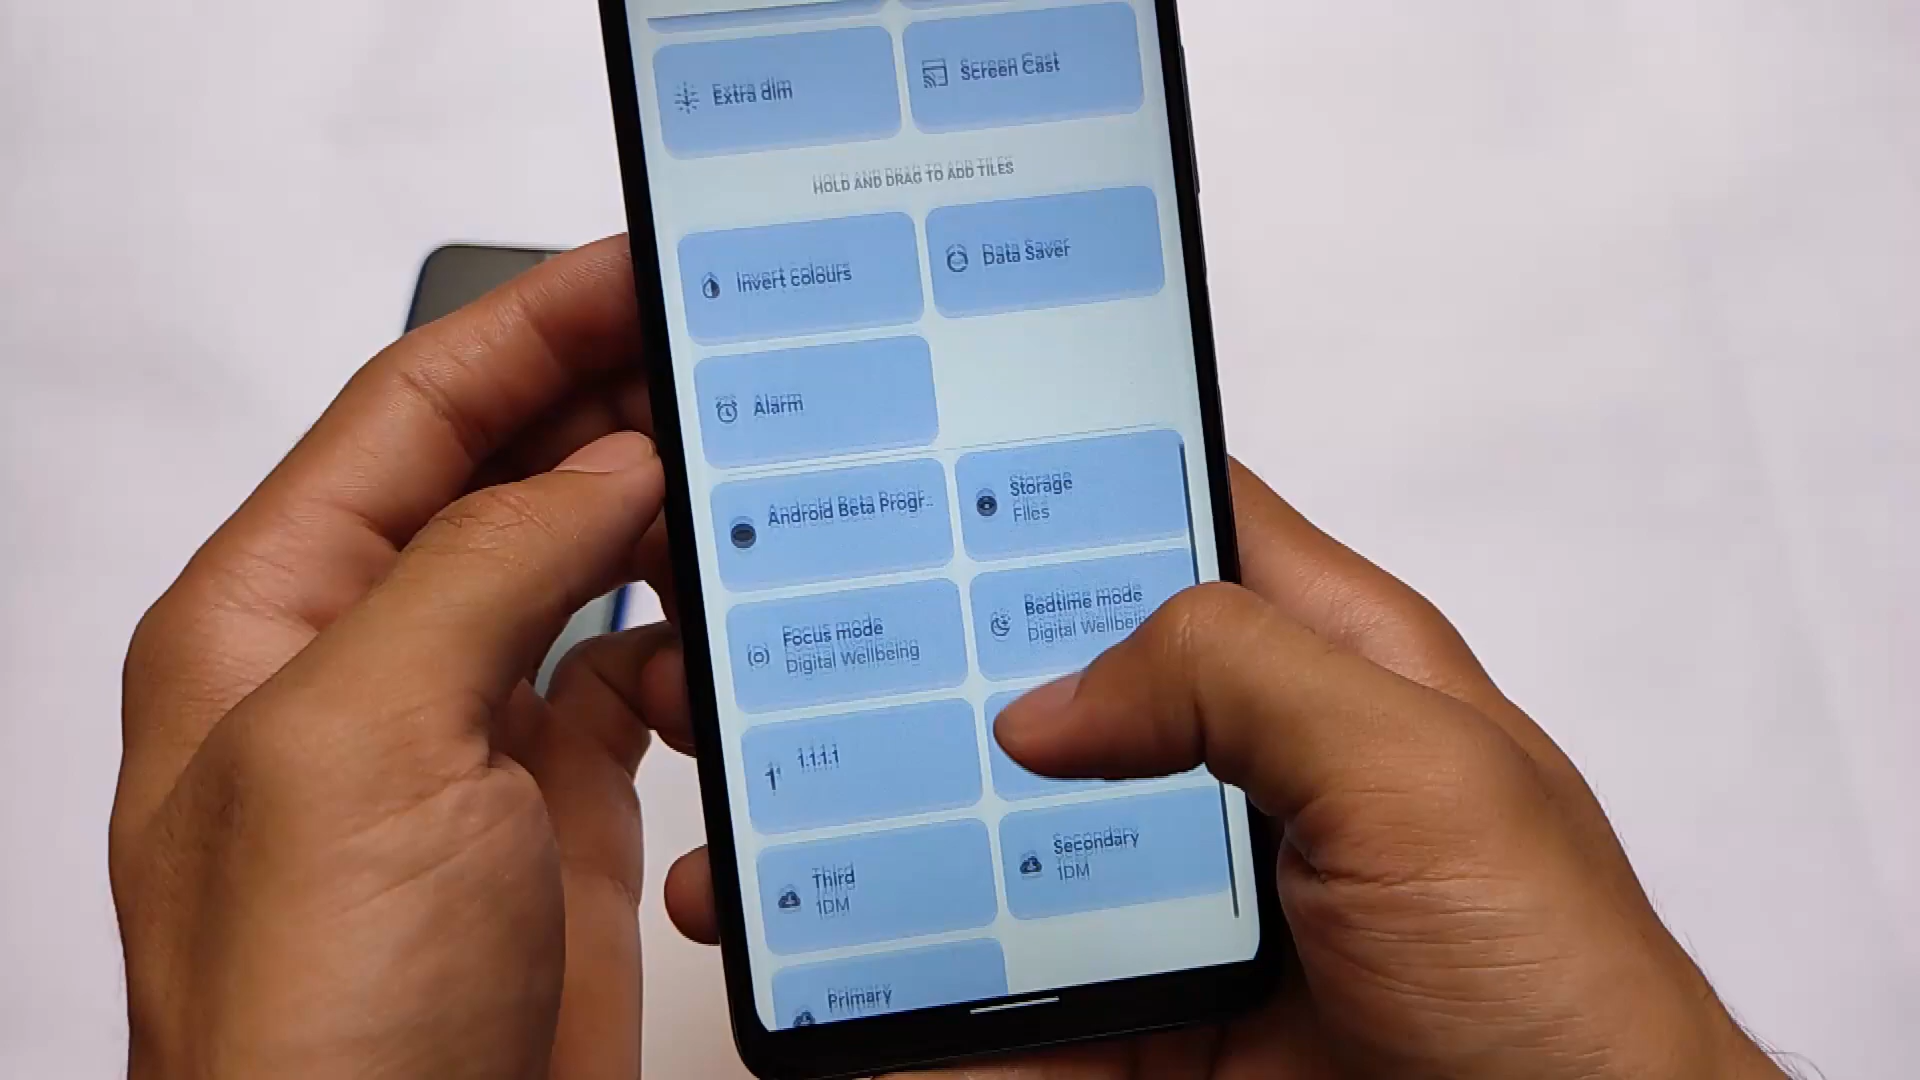 Extra dim
Screen Cast
HOLD AND DRAG TO ADD TILES
Invert colours
Data Saver
Alarm
Android Beta Progr..
Storage
Files
Focus mode
Digital Wellbeing
Bedtime mode
Digital Wellbein
1.1.1.1
Third
1DM
Secondary
1DM
Primary